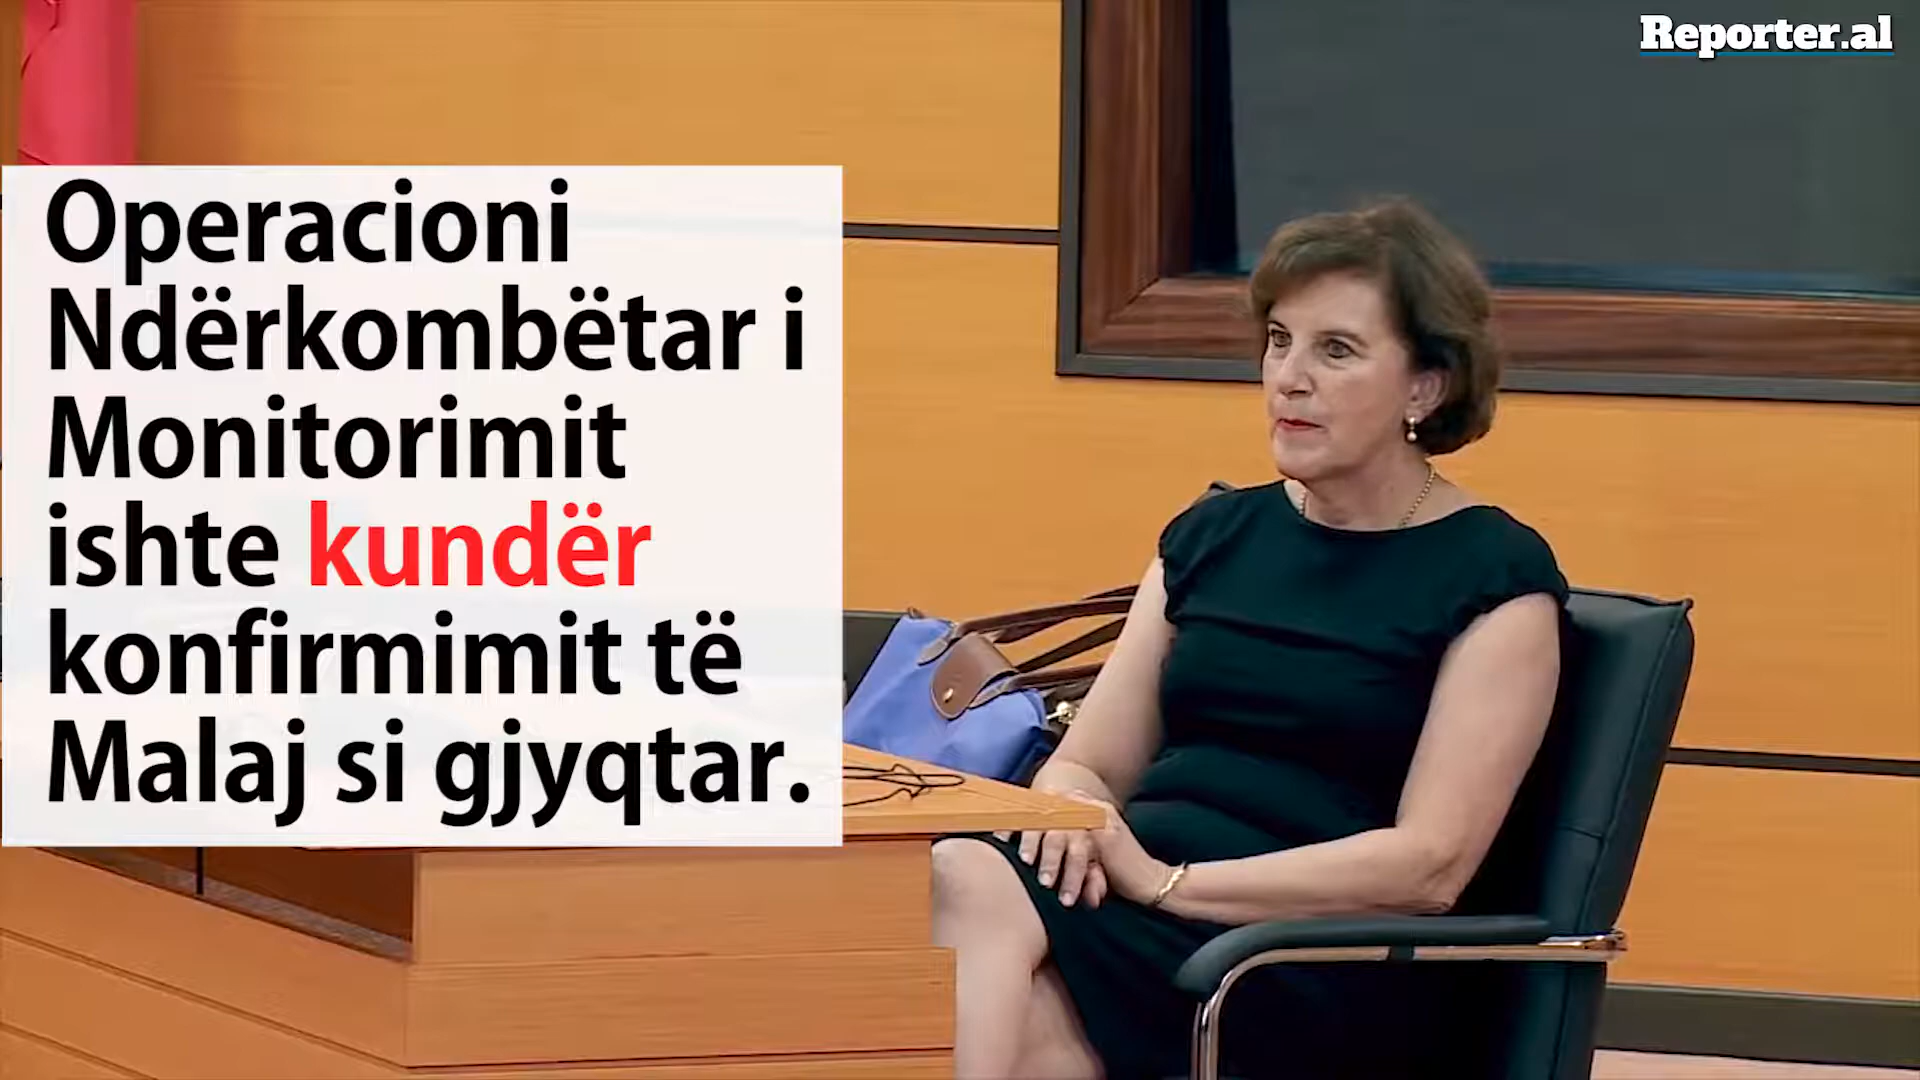 Reporter.al
Operacioni
Ndërkombëtar i
Monitorimit
ishte kundër
konfirmimit të
Malaj si gjyqtar.